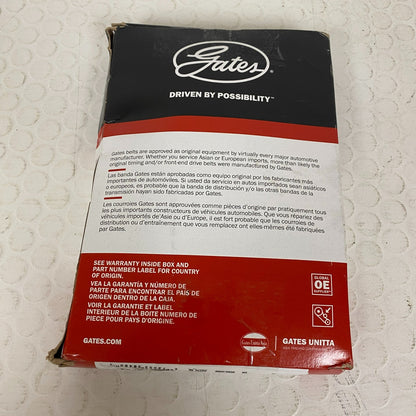 Gates
DRIVEN BY POSSIBILITY™
Gates belts are approved as original equipment by virtually every major automotive
manufacturer. Whether you service Asian or European imports, more than likely the
original timing and/or front end drive belts were manufactured by Gates.
Las banda Gates están aprobadas como equipo original por los fabricantes más
importantes de automóviles. Si usted da servicio en autos importados sean asiáticos
o europeos, es probable que la banda de distribución y/o las otras bandas de la
transmisión hayan sido fabricadas por Gates.
Les courroies Gates sont approuvées comme pièces d'origine par pratiquement tous
les plus importants constructeurs de véhicules automobiles. Que vous réparez des
véhicules importés de'Asie ou d'Europe, il est fort probable que les courroies de
distribution ou d'entraînement que vous remplacez ont elles-mêmes été fabriquées
par Gates.
SEE WARRANTY INSIDE BOX AND
PART NUMBER LABEL FOR COUNTRY
OF ORIGIN.
VEA LA GARANTÍA Y NÚMERO DE
PARTE PARA ENCONTRAR EL PAÍS DE
ORIGEN DENTRO DE LA CAJA.
VOIR LA GARANTIE ET LABEL
INTERIEUR DE LA BOITE NUMERO DE
PIECE POUR PAYS D'ORIGINE.
GLOBAL
OE
SUPPLIER
GATES.COM
Gates Unitta Asia
GATES UNITTA